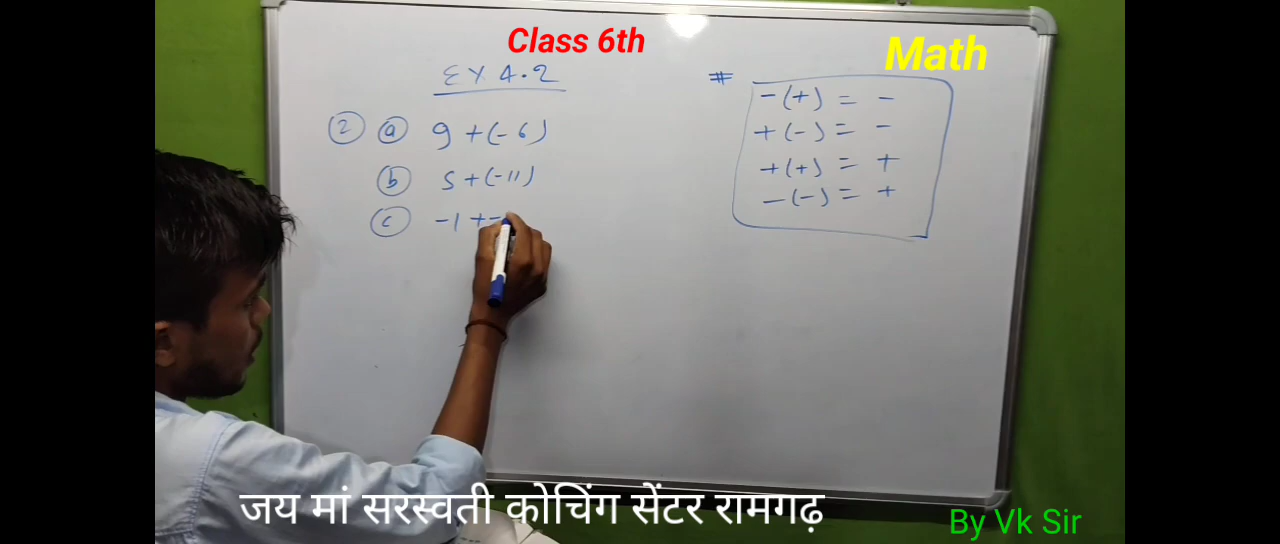 Class 6th
Math
Ex 4.2
② ⓐ 9 + (-6)
ⓑ 5 + (-11)
ⓒ -1 + -
#
- (+) = -
+ (-) = -
+ (+) = +
- (-) = +
जय मां सरस्वती कोचिंग सेंटर रामगढ़
By Vk Sir